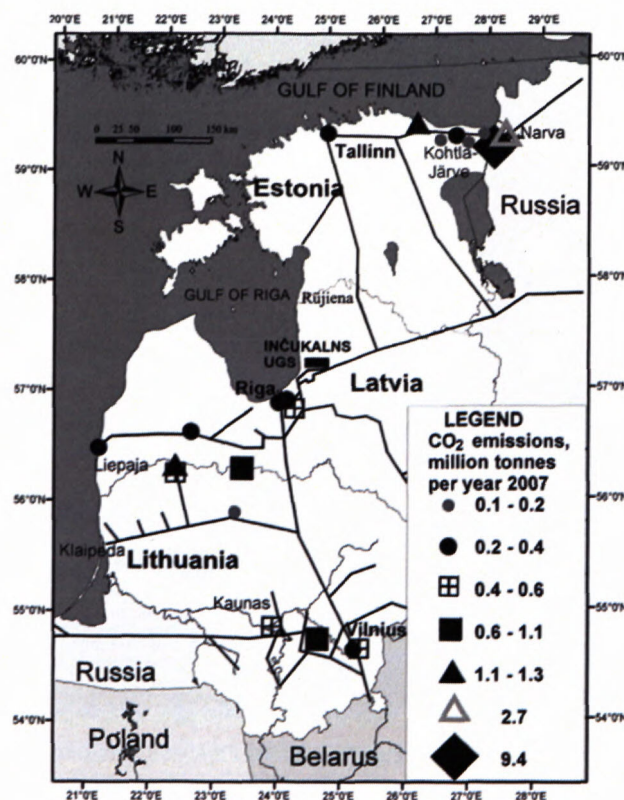 20°0'E 21°0'E 22°0'E 23°0'E 24°0'E 25°0'E 26°0'E 27°0'E 28°0'E 29°0'E
60°0'N 60°0'N
GULF OF FINLAND
0 25 50 100 150 km
N
W E
S
59°0'N 59°0'N
Tallinn
Narva
Kohtla-
Järve
Estonia
Russia
58°0'N 58°0'N
GULF OF RIGA
Rūjiena
INČUKALNS
UGS
57°0'N 57°0'N
Riga
Latvia
Liepaja
56°0'N 56°0'N
Klaipeda
Lithuania
Kaunas
55°0'N 55°0'N
Vilnius
Russia
54°0'N 54°0'N
Poland
Belarus
LEGEND
CO₂ emissions,
million tonnes
per year 2007
0.1 - 0.2
0.2 - 0.4
0.4 - 0.6
0.6 - 1.1
1.1 - 1.3
2.7
9.4
21°0'E 22°0'E 23°0'E 24°0'E 25°0'E 26°0'E 27°0'E 28°0'E